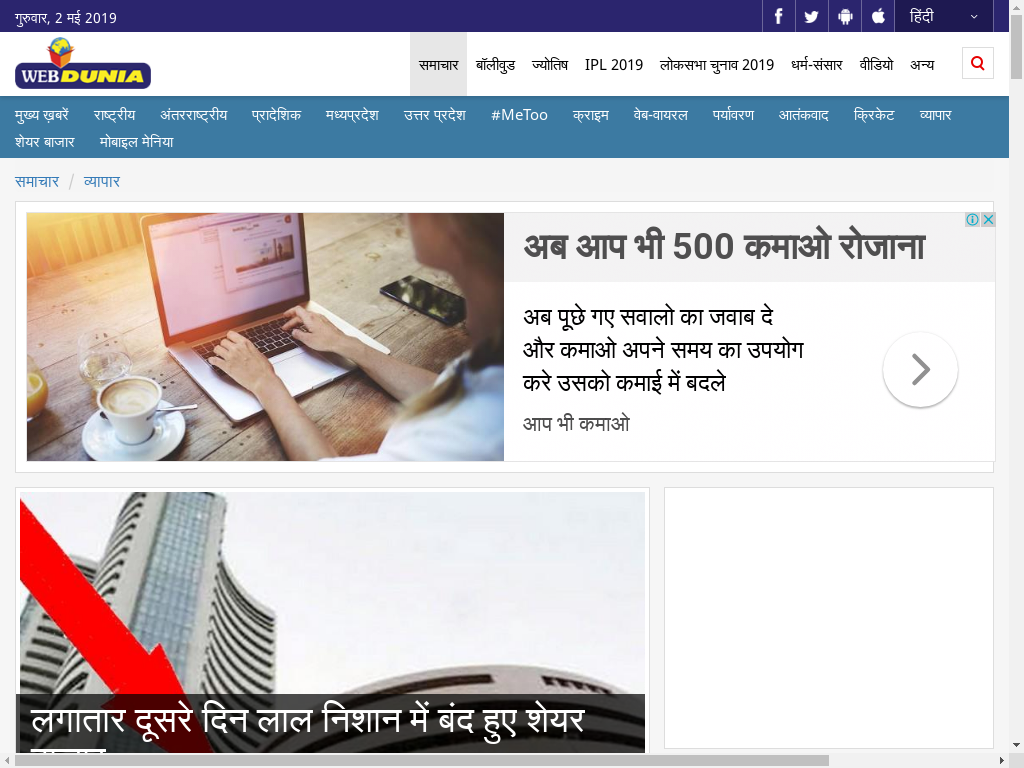 गुरुवार, 2 मई 2019
हिंदी
WEBDUNIA
समाचार बॉलीवुड ज्योतिष IPL 2019 लोकसभा चुनाव 2019 धर्म-संसार वीडियो अन्य
मुख्य ख़बरें राष्ट्रीय अंतरराष्ट्रीय प्रादेशिक मध्यप्रदेश उत्तर प्रदेश #MeToo क्राइम वेब-वायरल पर्यावरण आतंकवाद क्रिकेट व्यापार
शेयर बाजार मोबाइल मेनिया
समाचार / व्यापार
अब आप भी 500 कमाओ रोजाना
अब पूछे गए सवालो का जवाब दे
और कमाओ अपने समय का उपयोग
करे उसको कमाई में बदले
आप भी कमाओ
लगातार दूसरे दिन लाल निशान में बंद हुए शेयर